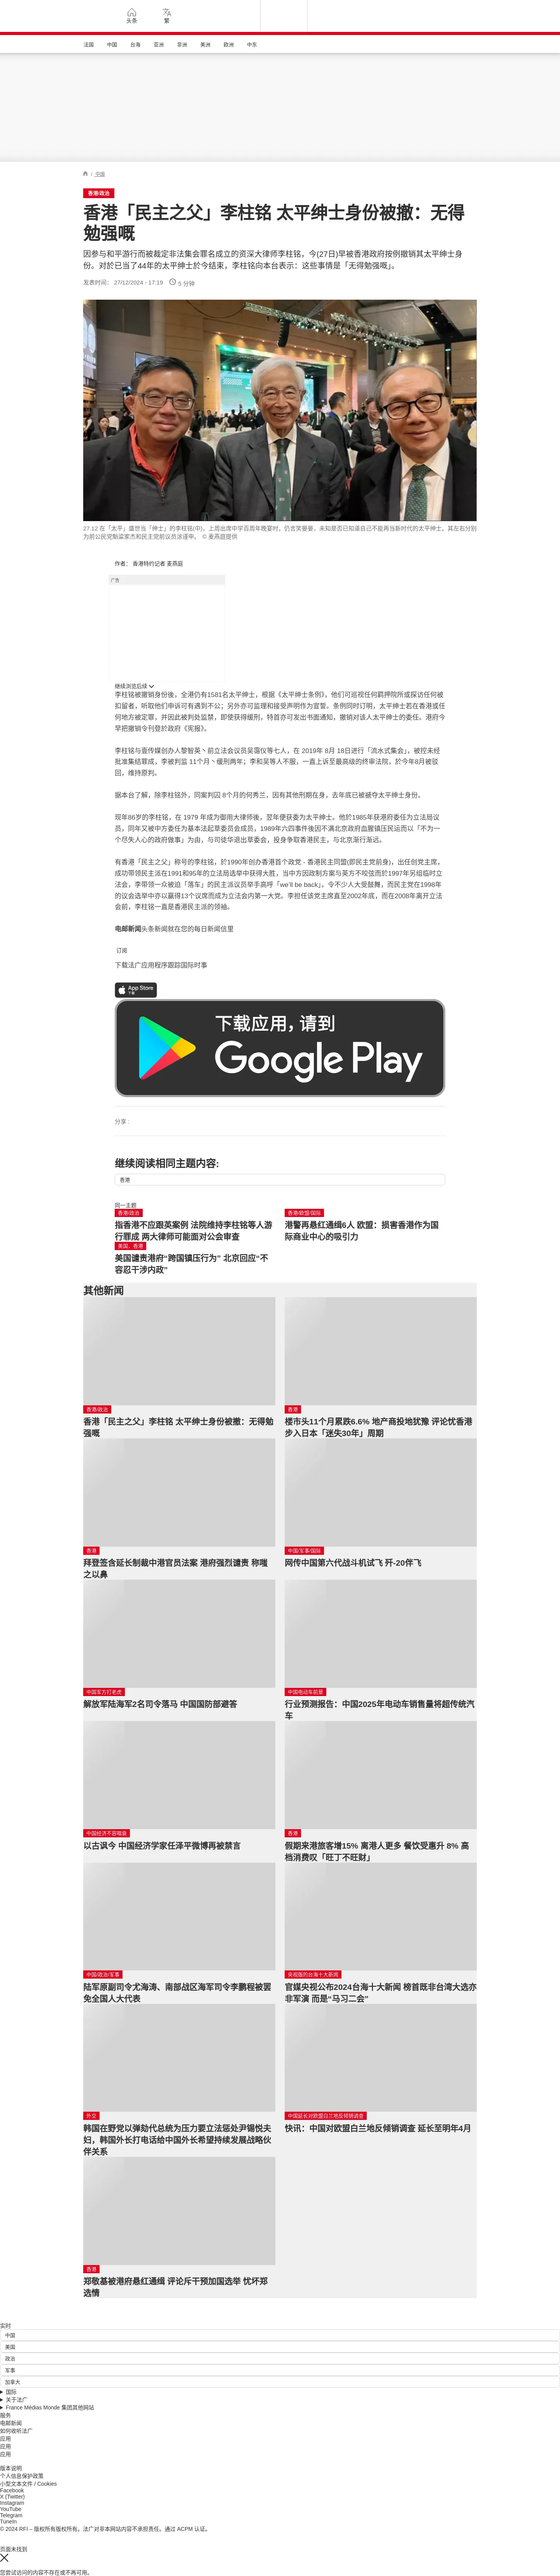 头条
繁
法国 中国 台海 亚洲 非洲 美洲 欧洲 中东
/ 中国
香港/政治
香港「民主之父」李柱铭 太平绅士身份被撤：无得
勉强嘅
因参与和平游行而被裁定非法集会罪名成立的资深大律师李柱铭，今(27日)早被香港政府按例撤销其太平绅士身
份。对於已当了44年的太平绅士於今结束，李柱铭向本台表示：这些事情是「无得勉强嘅」。
发表时间： 27/12/2024 - 17:19 5 分钟
27.12 在「太平」盛世当「绅士」的李柱铭(中)，上周出席中学百周年晚宴时，仍言笑晏晏，未知是否已知道自己不能再当新时代的太平绅士。其左右分别
为前公民党魁梁家杰和民主党前议员涂谨申。 © 麦燕庭提供
作者： 香港特约记者 麦燕庭
广告
继续浏览后续
李柱铭被撤销身份後，全港仍有1581名太平绅士，根据《太平绅士条例》，他们可巡视任何羁押院所或探访任何被
扣留者，听取他们申诉可有遇到不公；另外亦可监理和接受声明作为宣誓。条例同时订明，太平绅士若在香港或任
何地方被定罪，并因此被判处监禁，即使获得缓刑，特首亦可发出书面通知，撤销对该人太平绅士的委任。港府今
早把撤销令刊登於政府《宪报》。
李柱铭与壹传媒创办人黎智英丶前立法会议员吴霭仪等七人，在 2019年 8月 18日进行「流水式集会」，被控未经
批准集结罪成，李被判监 11个月丶缓刑两年；李和吴等人不服，一直上诉至最高级的终审法院，於今年8月被驳
回，维持原判。
据本台了解，除李柱铭外，同案判囚 8个月的何秀兰，因有其他刑期在身，去年底已被褫夺太平绅士身份。
现年86岁的李柱铭，在 1979 年成为御用大律师後，翌年便获委为太平绅士。他於1985年获港府委任为立法局议
员，同年又被中方委任为基本法起草委员会成员，1989年六四事件後因不满北京政府血腥镇压民运而以「不为一
个尽失人心的政府做事」为由，与司徒华退出草委会，投身争取香港民主，与北京渐行渐远。
有香港「民主之父」称号的李柱铭，於1990年创办香港首个政党 - 香港民主同盟(即民主党前身)，出任创党主席，
成功带领民主派在1991和95年的立法局选举中获得大胜，当中方因政制方案与英方不咬弦而於1997年另组临时立
法会，李带领一众被迫「落车」的民主派议员举手高呼「we'll be back」，令不少人大受鼓舞，而民主党在1998年
的议会选举中亦以赢得13个议席而成为立法会内第一大党。李担任该党主席直至2002年底，而在2008年离开立法
会前，李柱铭一直是香港民主派的领袖。
电邮新闻头条新闻就在您的每日新闻信里
订阅
下载法广应用程序跟踪国际时事
App Store
下载
下载应用，请到
Google Play
分享 :
继续阅读相同主题内容:
香港
同一主题
香港/政治
指香港不应跟英案例 法院维持李柱铭等人游
行罪成 两大律师可能面对公会审查
香港/欧盟/国际
港警再悬红通缉6人 欧盟：损害香港作为国
际商业中心的吸引力
美国，香港
美国谴责港府“跨国镇压行为” 北京回应“不
容忍干涉内政”
其他新闻
香港/政治
香港「民主之父」李柱铭 太平绅士身份被撤：无得勉
强嘅
香港
楼市头11个月累跌6.6% 地产商投地犹豫 评论忧香港
步入日本「迷失30年」周期
香港
拜登签含延长制裁中港官员法案 港府强烈谴责 称嗤
之以鼻
中国/军事/国际
网传中国第六代战斗机试飞 歼-20伴飞
中国军方打老虎
解放军陆海军2名司令落马 中国国防部避答
中国电动车前景
行业预测报告：中国2025年电动车销售量将超传统汽
车
中国经济不容唱衰
以古讽今 中国经济学家任泽平微博再被禁言
香港
假期来港旅客增15% 离港人更多 餐饮受惠升 8% 高
档消费叹「旺丁不旺财」
中国/政治/军事
陆军原副司令尤海涛、南部战区海军司令李鹏程被罢
免全国人大代表
央视版的台海十大新闻
官媒央视公布2024台海十大新闻 榜首既非台湾大选亦
非军演 而是“马习二会”
外交
韩国在野党以弹劾代总统为压力要立法惩处尹锡悦夫
妇，韩国外长打电话给中国外长希望持续发展战略伙
伴关系
中国延长对欧盟白兰地反倾销调查
快讯：中国对欧盟白兰地反倾销调查 延长至明年4月
香港
郑敬基被港府悬红通缉 评论斥干预加国选举 忧坏郑
选情
实时
中国
美国
政治
军事
加拿大
国际
关于法广
France Médias Monde 集团其他网站
服务
电邮新闻
如何收听法广
应用
应用
应用
版本说明
个人信息保护政策
小型文本文件 / Cookies
Facebook
X (Twitter)
Instagram
YouTube
Telegram
TuneIn
© 2024 RFI – 版权所有版权所有。法广对非本网站内容不承担责任。通过 ACPM 认证。
页面未找到
您尝试访问的内容不存在或不再可用。